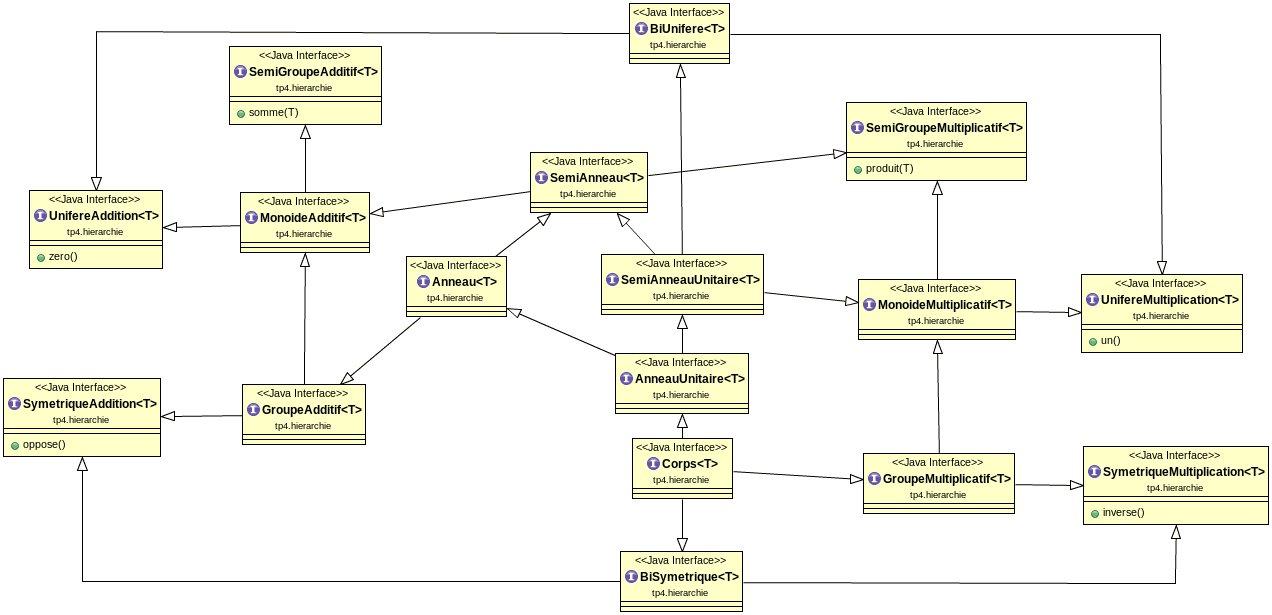 <<Java Interface>>
BiUnifere<T>
tp4.hierarchie
<<Java Interface>>
SemiGroupeAdditif<T>
tp4.hierarchie
somme(T)
<<Java Interface>>
SemiGroupeMultiplicatif<T>
tp4.hierarchie
produit(T)
<<Java Interface>>
SemiAnneau<T>
tp4.hierarchie
<<Java Interface>>
UnifereAddition<T>
tp4.hierarchie
zero()
<<Java Interface>>
MonoideAdditif<T>
tp4.hierarchie
<<Java Interface>>
Anneau<T>
tp4.hierarchie
<<Java Interface>>
SemiAnneauUnitaire<T>
tp4.hierarchie
<<Java Interface>>
MonoideMultiplicatif<T>
tp4.hierarchie
<<Java Interface>>
UnifereMultiplication<T>
tp4.hierarchie
un()
<<Java Interface>>
AnneauUnitaire<T>
tp4.hierarchie
<<Java Interface>>
SymetriqueAddition<T>
tp4.hierarchie
oppose()
<<Java Interface>>
GroupeAdditif<T>
tp4.hierarchie
<<Java Interface>>
Corps<T>
tp4.hierarchie
<<Java Interface>>
GroupeMultiplicatif<T>
tp4.hierarchie
<<Java Interface>>
SymetriqueMultiplication<T>
tp4.hierarchie
inverse()
<<Java Interface>>
BiSymetrique<T>
tp4.hierarchie